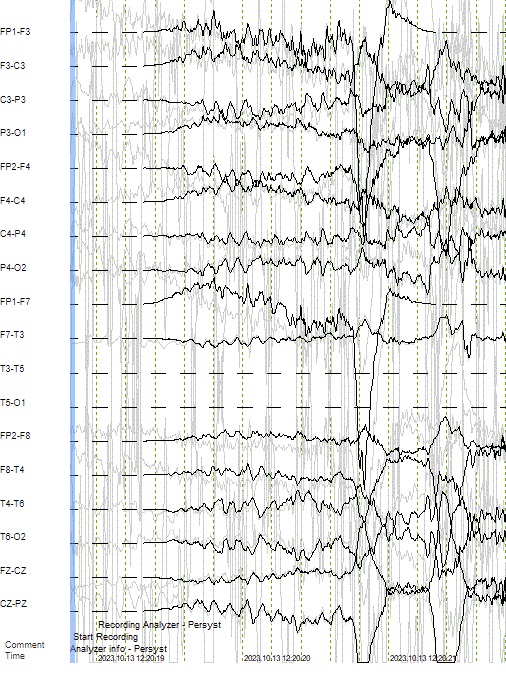 FP1-F3
F3-C3
C3-P3
P3-O1
FP2-F4
F4-C4
C4-P4
P4-O2
FP1-F7
F7-T3
T3-T5
T5-O1
FP2-F8
F8-T4
T4-T6
T6-O2
FZ-CZ
CZ-PZ
Recording Analyzer - Persyst
Start Recording
Comment Analyzer info - Persyst
Time 2023.10.13 12:20:19 2023.10.13 12:20:20 2023.10.13 12:20:21